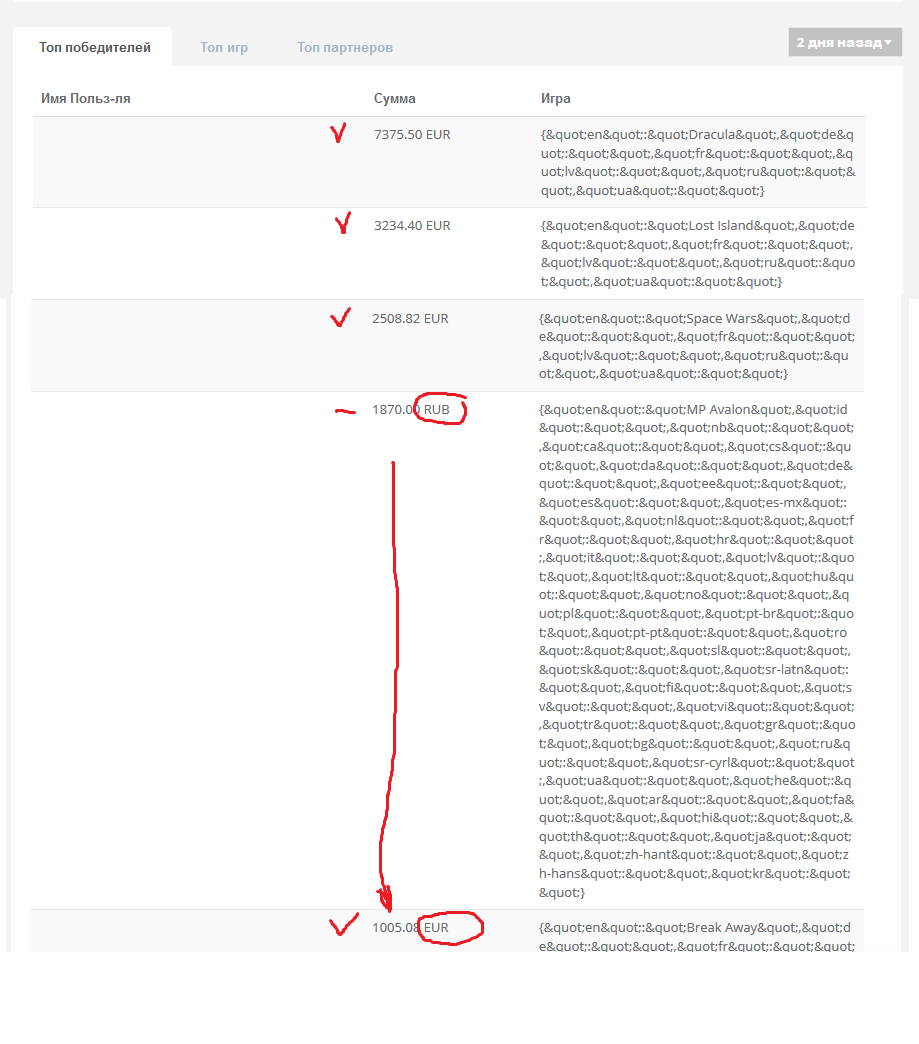 Топ победителей Топ игр Топ партнеров 2 дня назад
Имя Польз-ля Сумма Игра
7375.50 EUR {&quot;en&quot;:&quot;Dracula&quot;,&quot;de&q
uot;:&quot;&quot;,&quot;fr&quot;:&quot;&quot;,&q
uot;lv&quot;:&quot;&quot;,&quot;ru&quot;:&quot;&
quot;,&quot;ua&quot;:&quot;&quot;}
3234.40 EUR {&quot;en&quot;:&quot;Lost Island&quot;,&quot;de
&quot;:&quot;&quot;,&quot;fr&quot;:&quot;&quot;,
&quot;lv&quot;:&quot;&quot;,&quot;ru&quot;:&quo
t;&quot;,&quot;ua&quot;:&quot;&quot;}
2508.82 EUR {&quot;en&quot;:&quot;Space Wars&quot;,&quot;d
e&quot;:&quot;&quot;,&quot;fr&quot;:&quot;&quot;
,&quot;lv&quot;:&quot;&quot;,&quot;ru&quot;:&qu
ot;&quot;,&quot;ua&quot;:&quot;&quot;}
1870.00 RUB {&quot;en&quot;:&quot;MP Avalon&quot;,&quot;id
&quot;:&quot;&quot;,&quot;nb&quot;:&quot;&quot;
,&quot;ca&quot;:&quot;&quot;,&quot;cs&quot;:&qu
ot;&quot;,&quot;da&quot;:&quot;&quot;,&quot;de&
quot;:&quot;&quot;,&quot;ee&quot;:&quot;&quot;,
&quot;es&quot;:&quot;&quot;,&quot;es-mx&quot;:
&quot;&quot;,&quot;nl&quot;:&quot;&quot;,&quot;f
r&quot;:&quot;&quot;,&quot;hr&quot;:&quot;&quot
;,&quot;it&quot;:&quot;&quot;,&quot;lv&quot;:&quo
t;&quot;,&quot;lt&quot;:&quot;&quot;,&quot;hu&qu
ot;:&quot;&quot;,&quot;no&quot;:&quot;&quot;,&q
uot;pl&quot;:&quot;&quot;,&quot;pt-br&quot;:&quo
t;&quot;,&quot;pt-pt&quot;:&quot;&quot;,&quot;ro
&quot;:&quot;&quot;,&quot;sl&quot;:&quot;&quot;,
&quot;sk&quot;:&quot;&quot;,&quot;sr-latn&quot;:
&quot;&quot;,&quot;fi&quot;:&quot;&quot;,&quot;s
v&quot;:&quot;&quot;,&quot;vi&quot;:&quot;&quot;
,&quot;tr&quot;:&quot;&quot;,&quot;gr&quot;:&quo
t;&quot;,&quot;bg&quot;:&quot;&quot;,&quot;ru&q
uot;:&quot;&quot;,&quot;sr-cyrl&quot;:&quot;&quot
;,&quot;ua&quot;:&quot;&quot;,&quot;he&quot;:&q
uot;&quot;,&quot;ar&quot;:&quot;&quot;,&quot;fa&
quot;:&quot;&quot;,&quot;hi&quot;:&quot;&quot;,&
quot;th&quot;:&quot;&quot;,&quot;ja&quot;:&quot;
&quot;,&quot;zh-hant&quot;:&quot;&quot;,&quot;z
h-hans&quot;:&quot;&quot;,&quot;kr&quot;:&quot;
&quot;}
1005.08 EUR {&quot;en&quot;:&quot;Break Away&quot;,&quot;d
e&quot;:&quot;&quot;,&quot;fr&quot;:&quot;&quot;